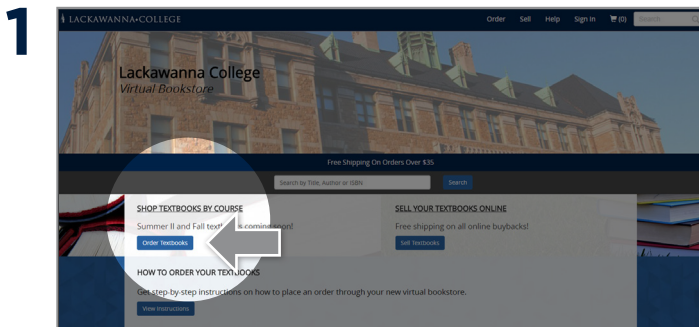 1
LACKAWANNA COLLEGE
Order Sell Help Sign In (0) Search
Lackawanna College
Virtual Bookstore
Free Shipping On Orders Over $35
Search by Title, Author or ISBN Search
SHOP TEXTBOOKS BY COURSE
Summer II and Fall textbooks coming soon!
Order Textbooks
SELL YOUR TEXTBOOKS ONLINE
Free shipping on all online buybacks!
Sell Textbooks
HOW TO ORDER YOUR TEXTBOOKS
Get step-by-step instructions on how to place an order through your new virtual bookstore.
View Instructions